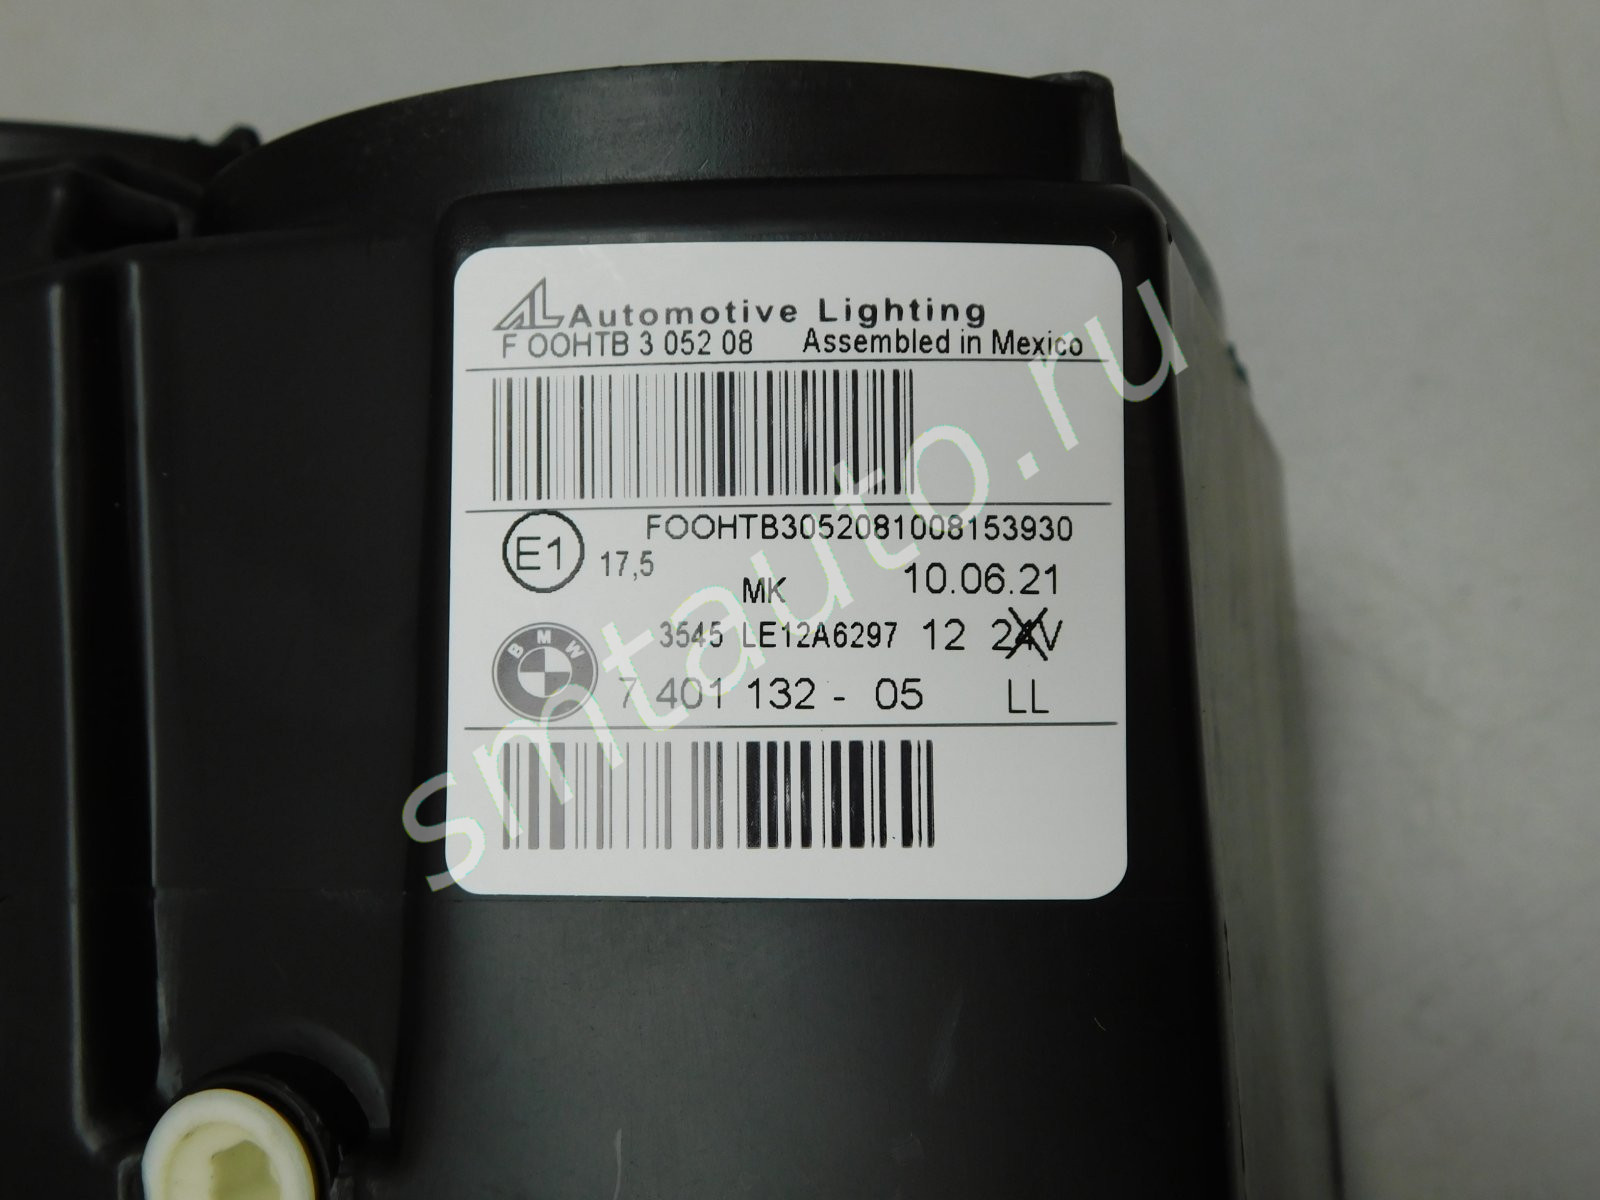 AL Automotive Lighting
F OOHTB 3 052 08 Assembled in Mexico
FOOHTB3052081008153930
E1 17,5
MK 10.06.21
3545 LE12A6297 12 24V
BMW 7 401 132 - 05 LL
smtauto.ru